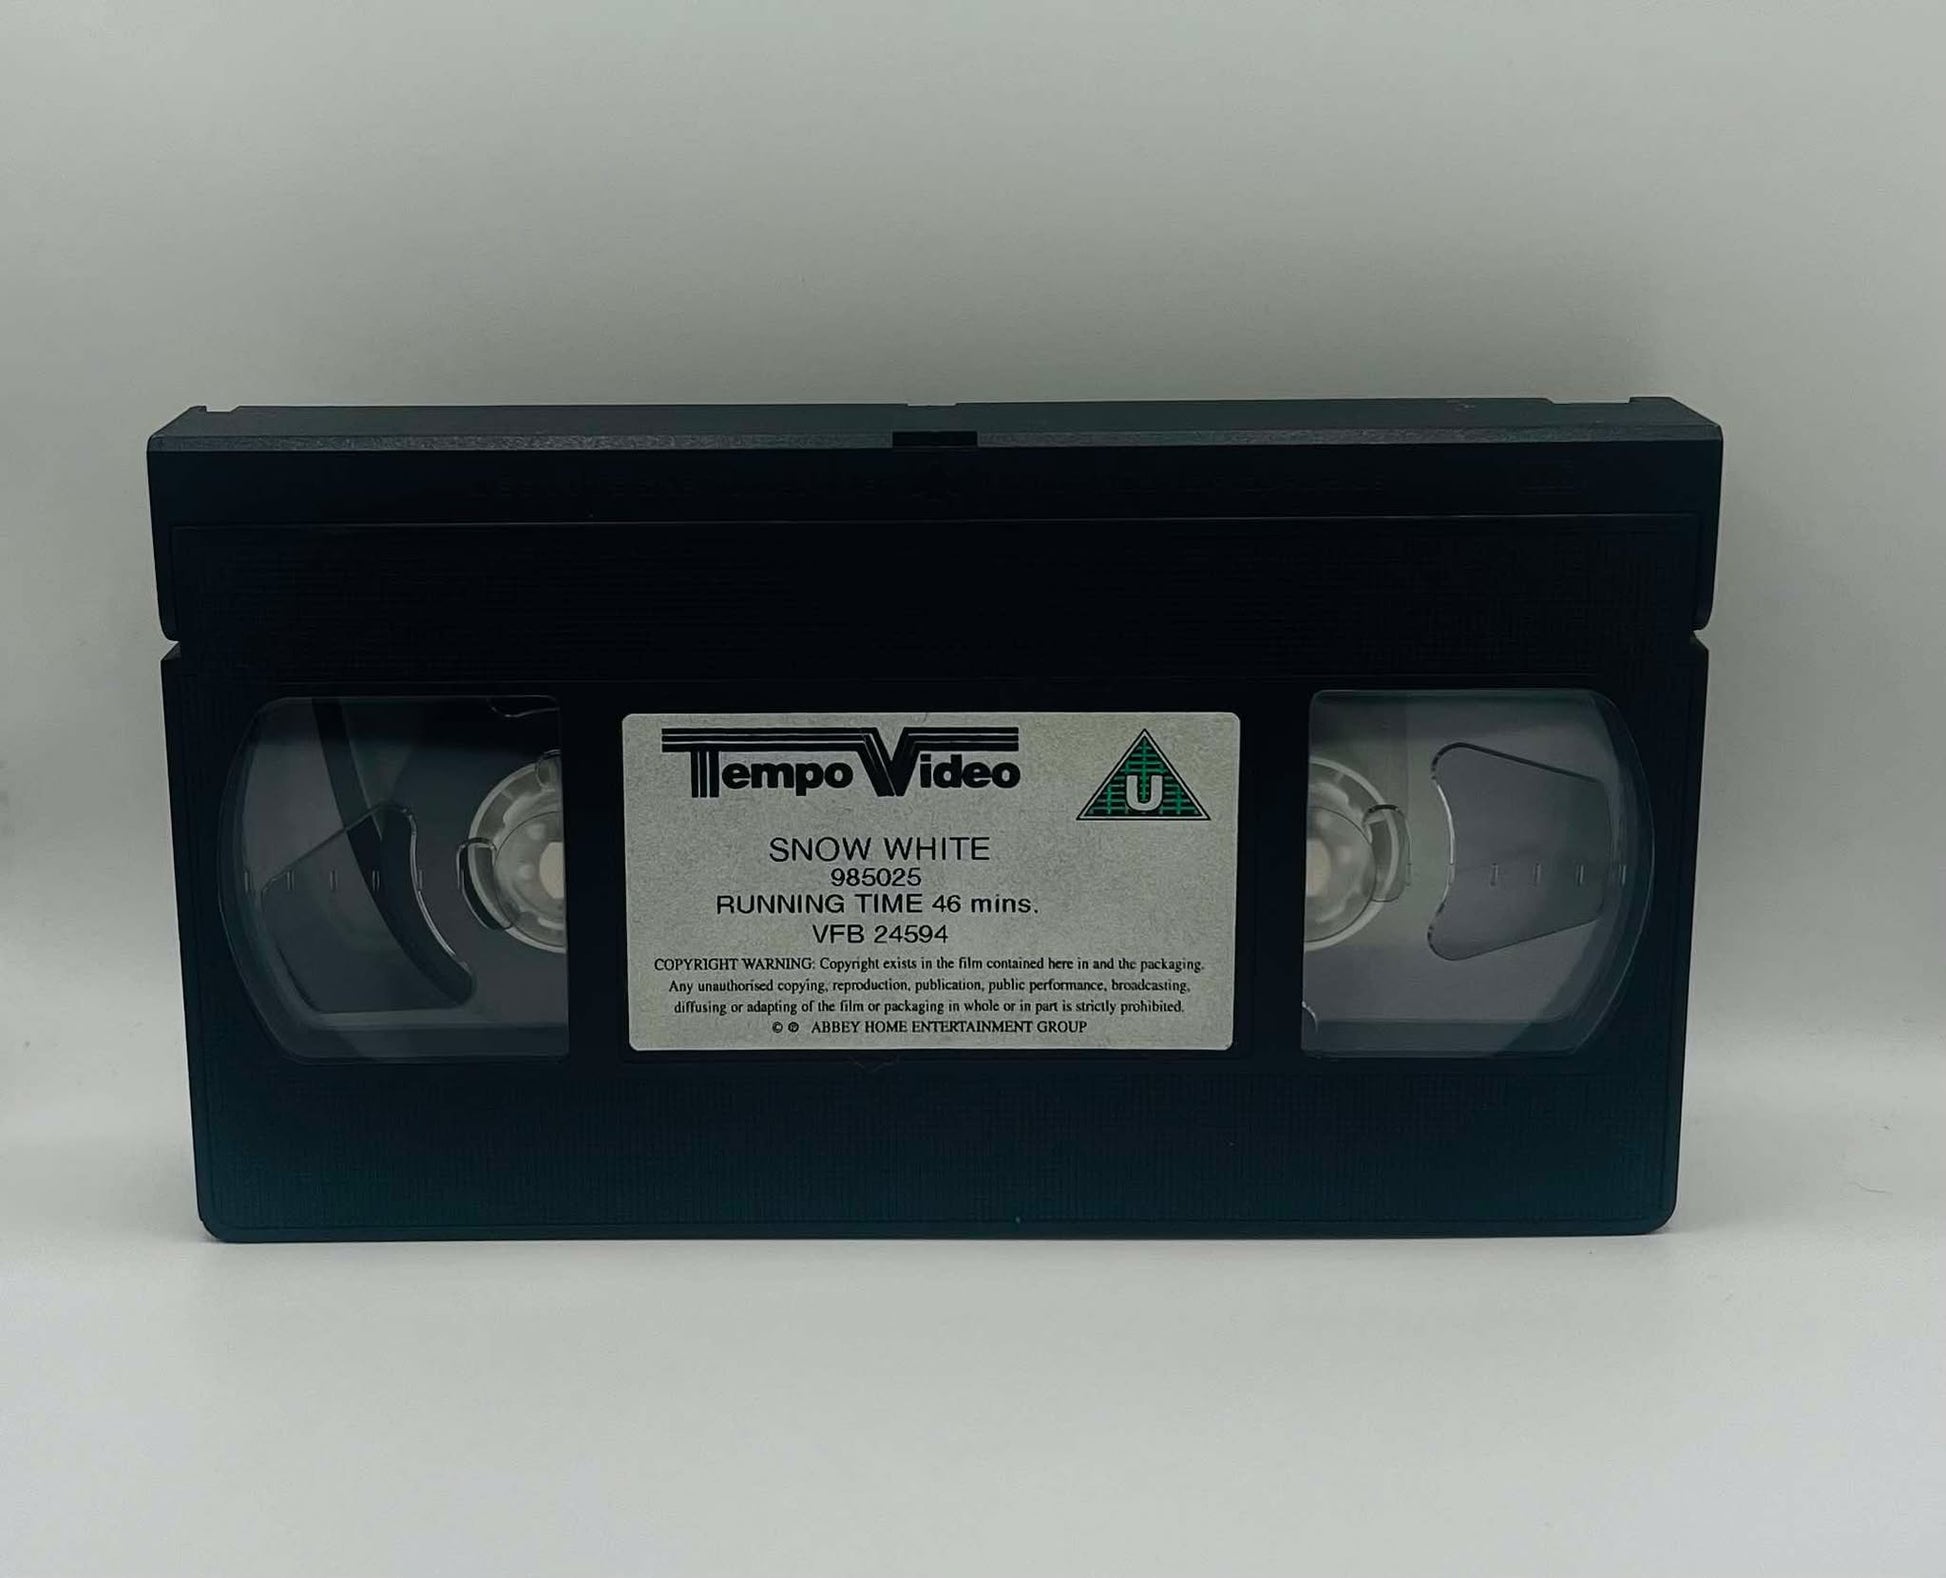 Tempo Video
U
SNOW WHITE
985025
RUNNING TIME 46 mins.
VFB 24594
COPYRIGHT WARNING: Copyright exists in the film contained here in and the packaging.
Any unauthorised copying, reproduction, publication, public performance, broadcasting,
diffusing or adapting of the film or packaging in whole or in part is strictly prohibited.
© ℗ ABBEY HOME ENTERTAINMENT GROUP